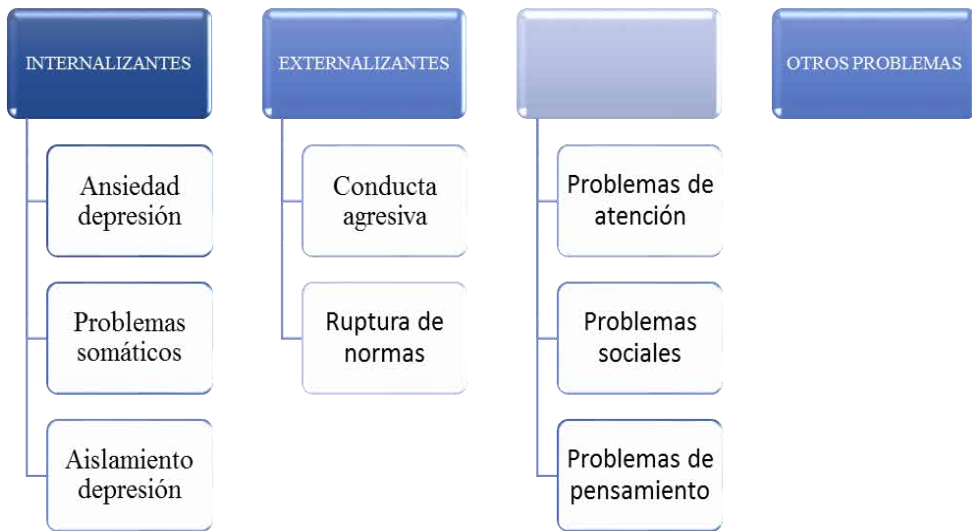 INTERNALIZANTES
Ansiedad
depresión
Problemas
somáticos
Aislamiento
depresión
EXTERNALIZANTES
Conducta
agresiva
Ruptura de
normas
Problemas de
atención
Problemas
sociales
Problemas de
pensamiento
OTROS PROBLEMAS